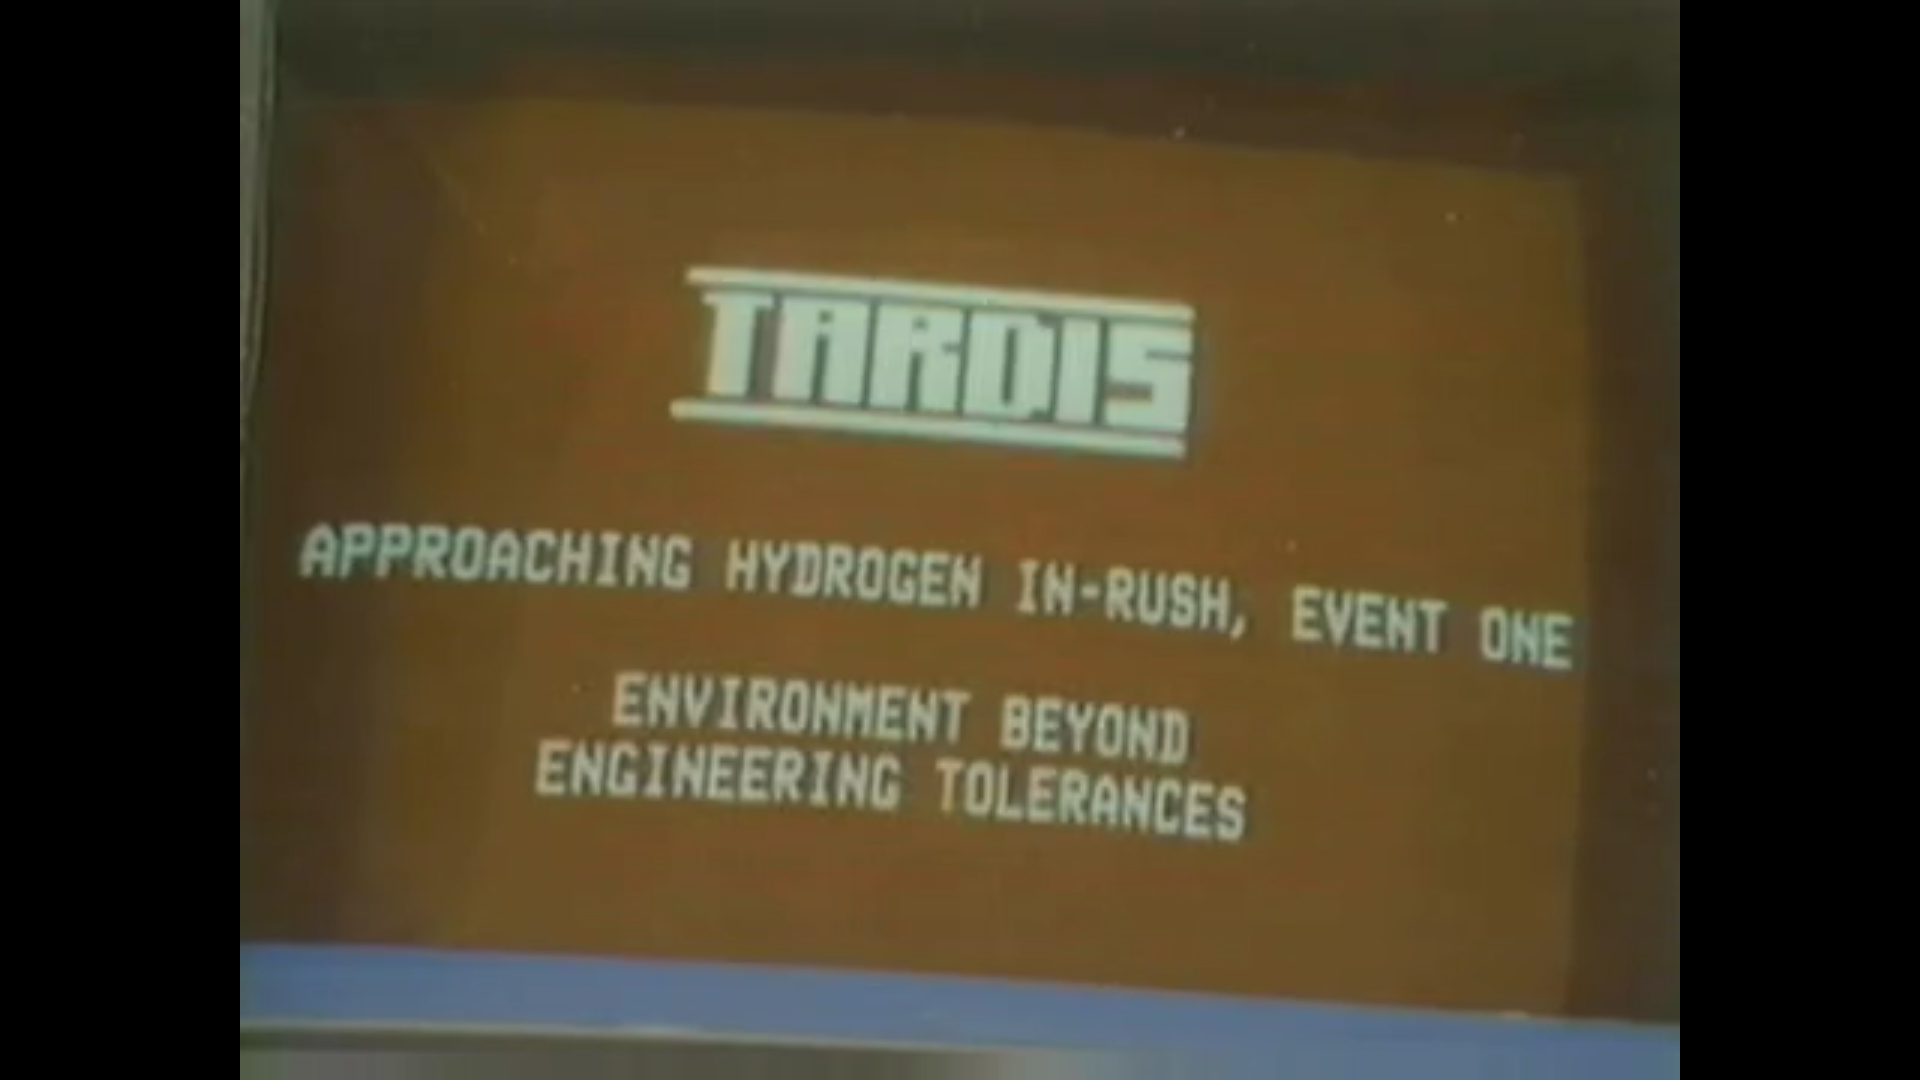 TARDIS
APPROACHING HYDROGEN IN-RUSH, EVENT ONE
ENVIRONMENT BEYOND
ENGINEERING TOLERANCES